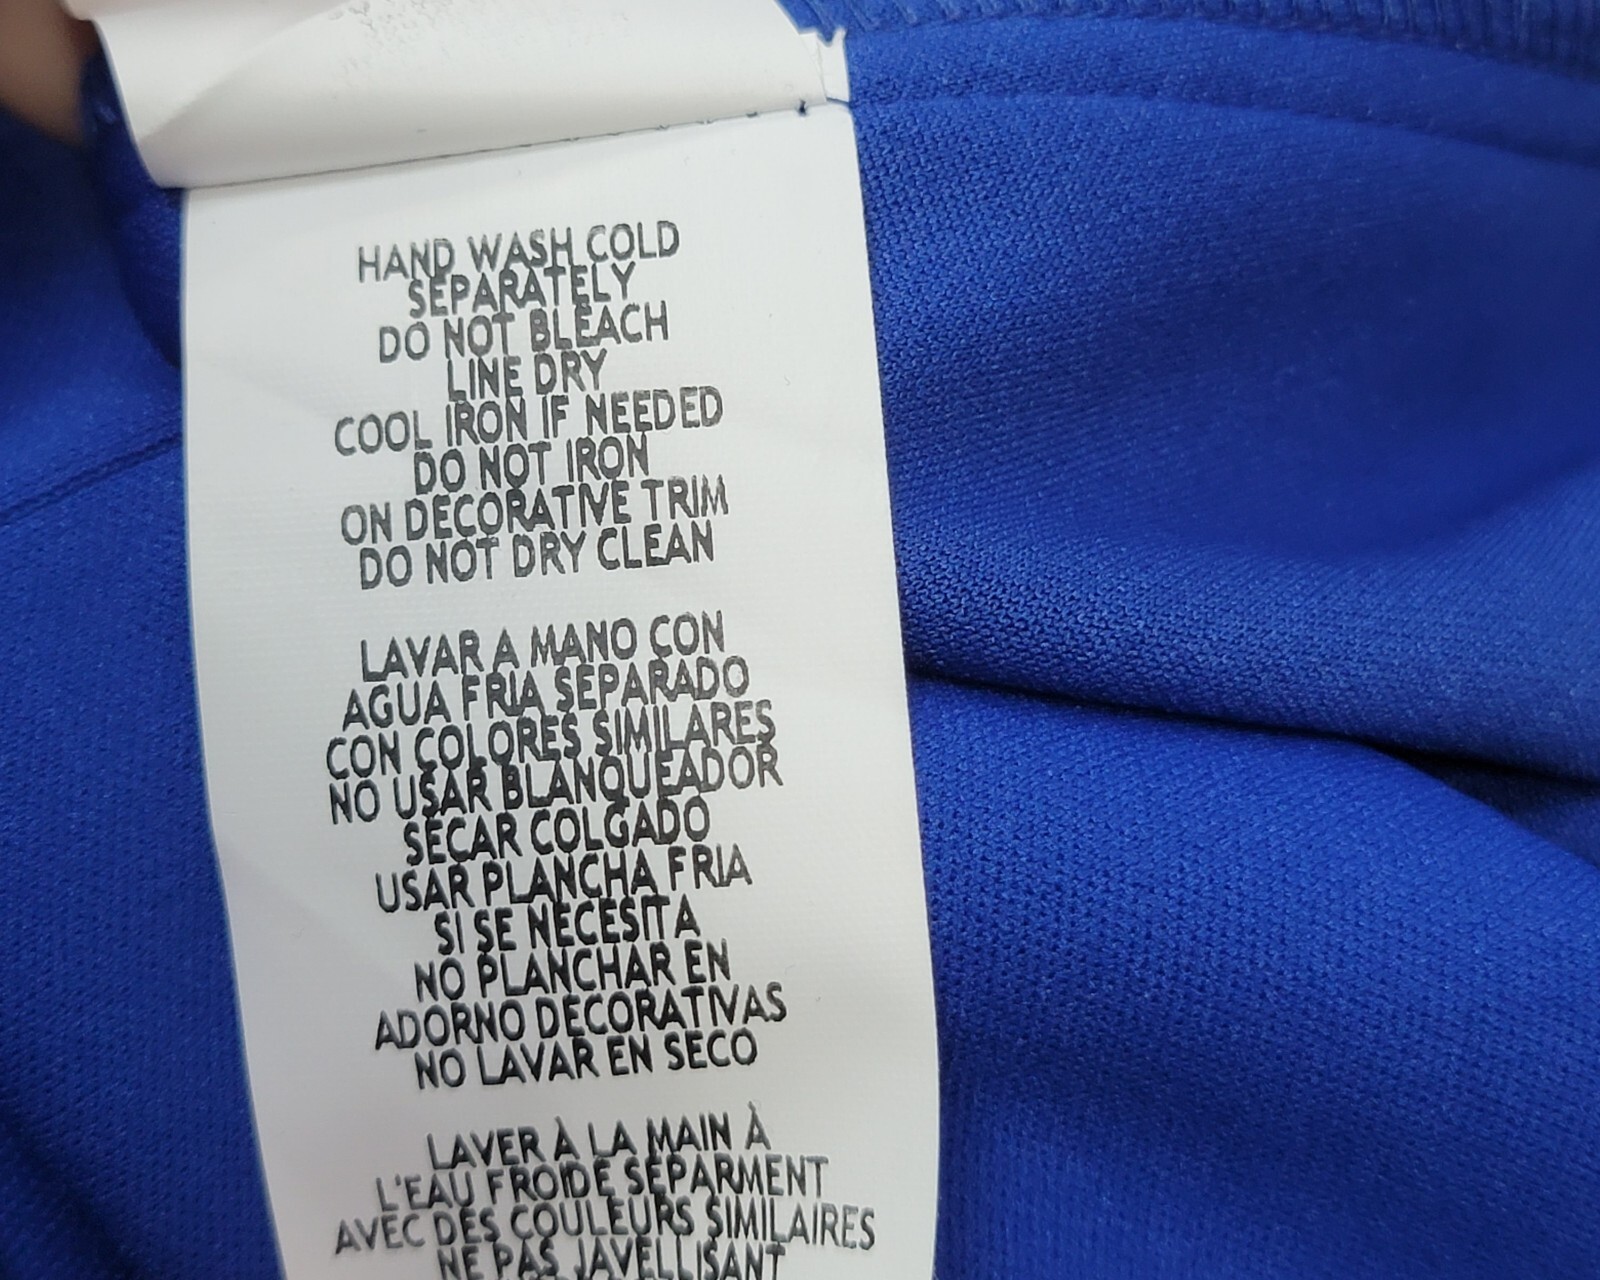 HAND WASH COLD
SEPARATELY
DO NOT BLEACH
LINE DRY
COOL IRON IF NEEDED
DO NOT IRON
ON DECORATIVE TRIM
DO NOT DRY CLEAN
LAVAR A MANO CON
AGUA FRIA SEPARADO
CON COLORES SIMILARES
NO USAR BLANQUEADOR
SECAR COLGADO
USAR PLANCHA FRIA
SI SE NECESITA
NO PLANCHAR EN
ADORNO DECORATIVAS
NO LAVAR EN SECO
LAVER À LA MAIN À
L'EAU FROIDE SÉPARMENT
AVEC DES COULEURS SIMILAIRES
NE PAS JAVELLISANT